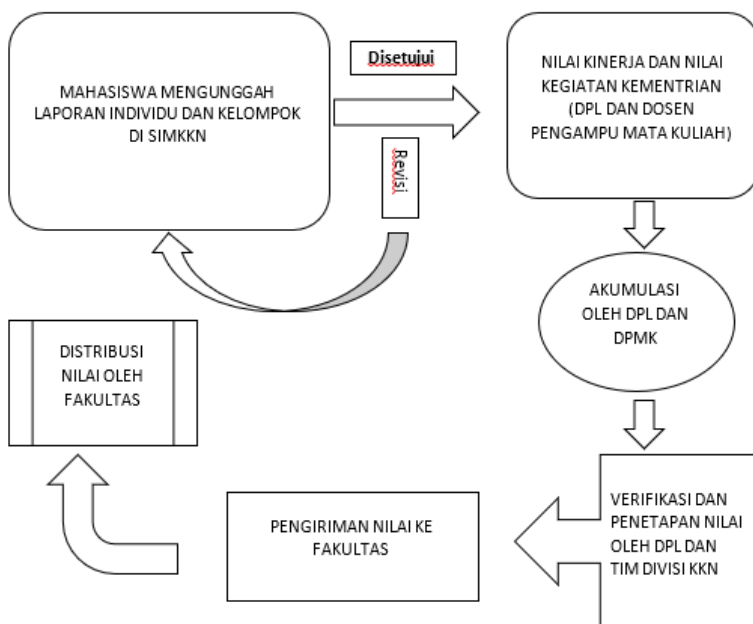 MAHASISWA MENGUNGGAH
LAPORAN INDIVIDU DAN KELOMPOK
DI SIMKKN
Disetujui
Revisi
NILAI KINERJA DAN NILAI
KEGIATAN KEMENTRIAN
(DPL DAN DOSEN
PENGAMPU MATA KULIAH)
AKUMULASI
OLEH DPL DAN
DPMK
VERIFIKASI DAN
PENETAPAN NILAI
OLEH DPL DAN
TIM DIVISI KKN
PENGIRIMAN NILAI KE
FAKULTAS
DISTRIBUSI
NILAI OLEH
FAKULTAS